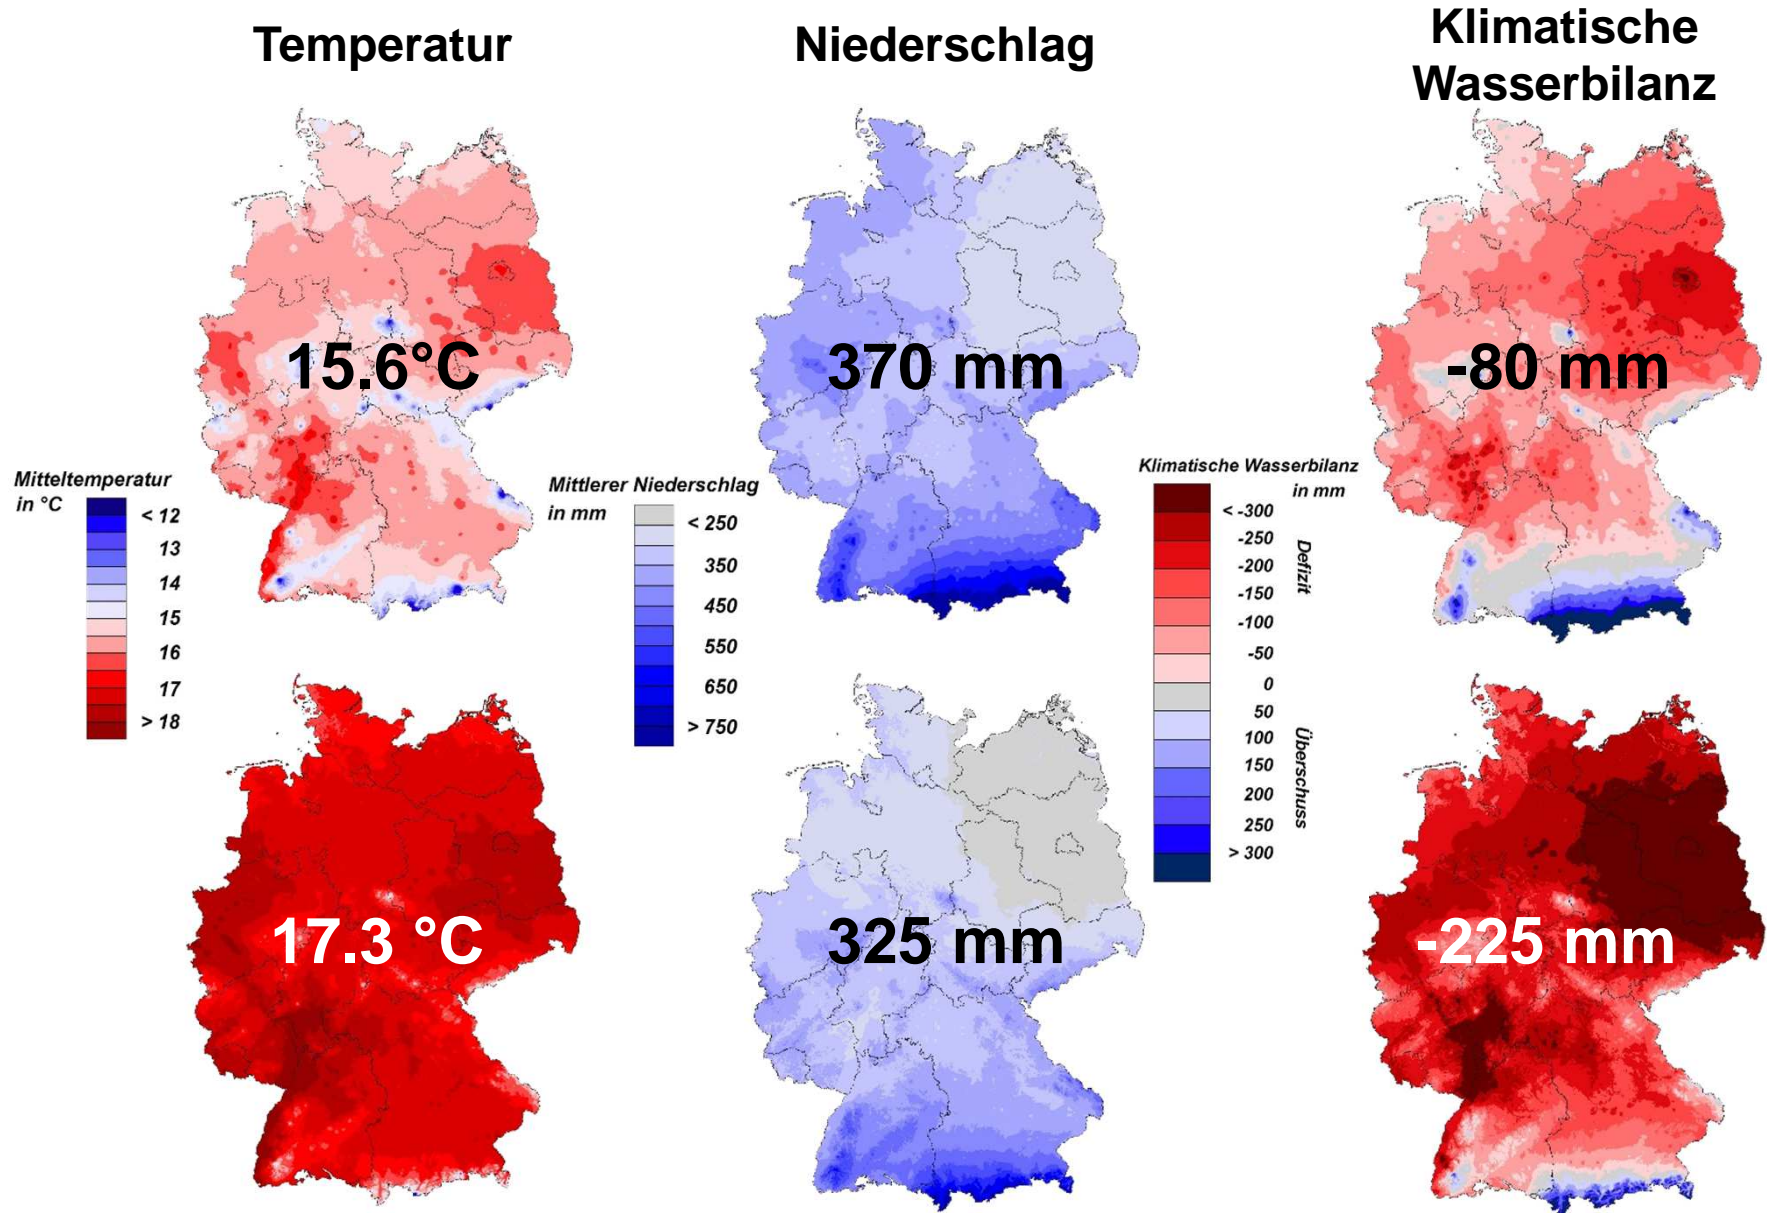 Temperatur
Niederschlag
Klimatische
Wasserbilanz
15.6°C
370 mm
-80 mm
Mitteltemperatur
in °C
< 12
13
14
15
16
17
> 18
Mittlerer Niederschlag
in mm
< 250
350
450
550
650
> 750
Klimatische Wasserbilanz
in mm
< -300
-250
-200
-150
-100
-50
0
50
100
150
200
250
> 300
Defizit
Überschuss
17.3 °C
325 mm
-225 mm